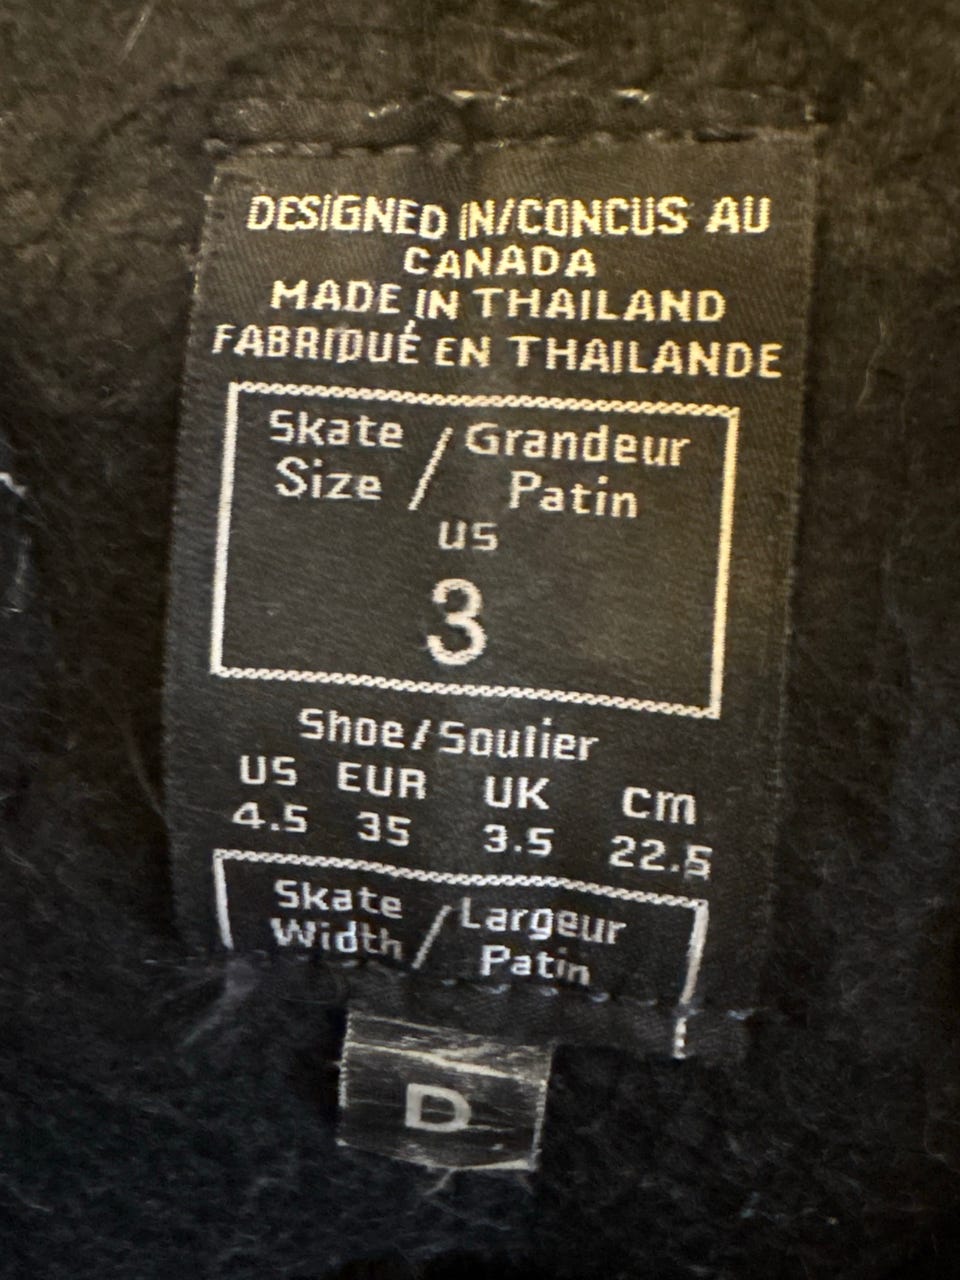 DESIGNED IN/CONCUS AU
CANADA
MADE IN THAILAND
FABRIQUÉ EN THAILANDE
Skate / Grandeur
Size / Patin
US
3
Shoe/Soulier
US EUR UK cm
4.5 35 3.5 22.5
Skate / Largeur
Width / Patin
D